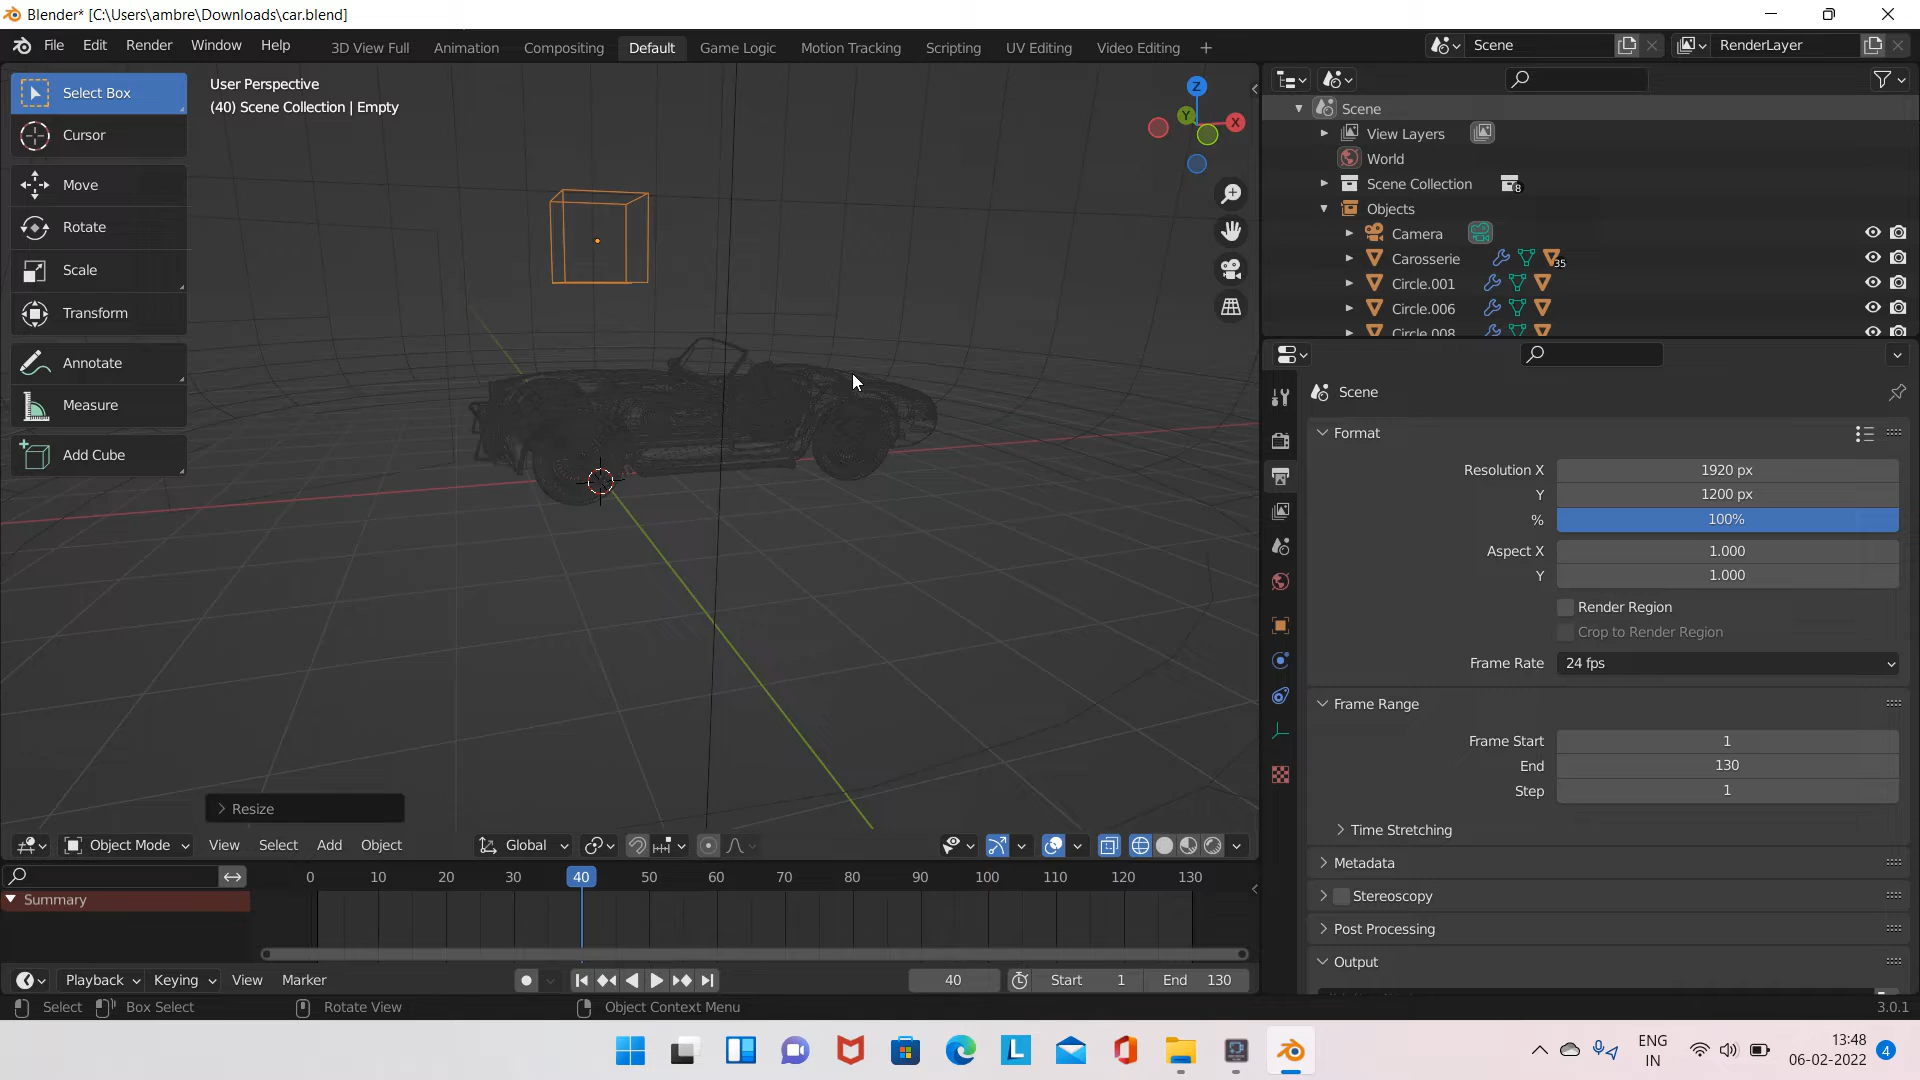 Blender* [C:\Users\ambre\Downloads\car.blend]
File Edit Render Window Help 3D View Full Animation Compositing Default Game Logic Motion Tracking Scripting UV Editing Video Editing + Scene RenderLayer
Select Box
Cursor
Move
Rotate
Scale
Transform
Annotate
Measure
Add Cube
User Perspective
(40) Scene Collection | Empty
Z
Y
X
Resize
Object Mode View Select Add Object Global
Scene
View Layers
World
Scene Collection 8
Objects
Camera
Carosserie 35
Circle.001
Circle.006
Circle.008
Scene
Format
Resolution X 1920 px
Y 1200 px
% 100%
Aspect X 1.000
Y 1.000
Render Region
Crop to Render Region
Frame Rate 24 fps
Frame Range
Frame Start 1
End 130
Step 1
Time Stretching
Metadata
Stereoscopy
Post Processing
Output
0 10 20 30 40 50 60 70 80 90 100 110 120 130
Summary
Playback Keying View Marker 40 Start 1 End 130
Select Box Select Rotate View Object Context Menu 3.0.1
ENG
IN
13:48
06-02-2022
4